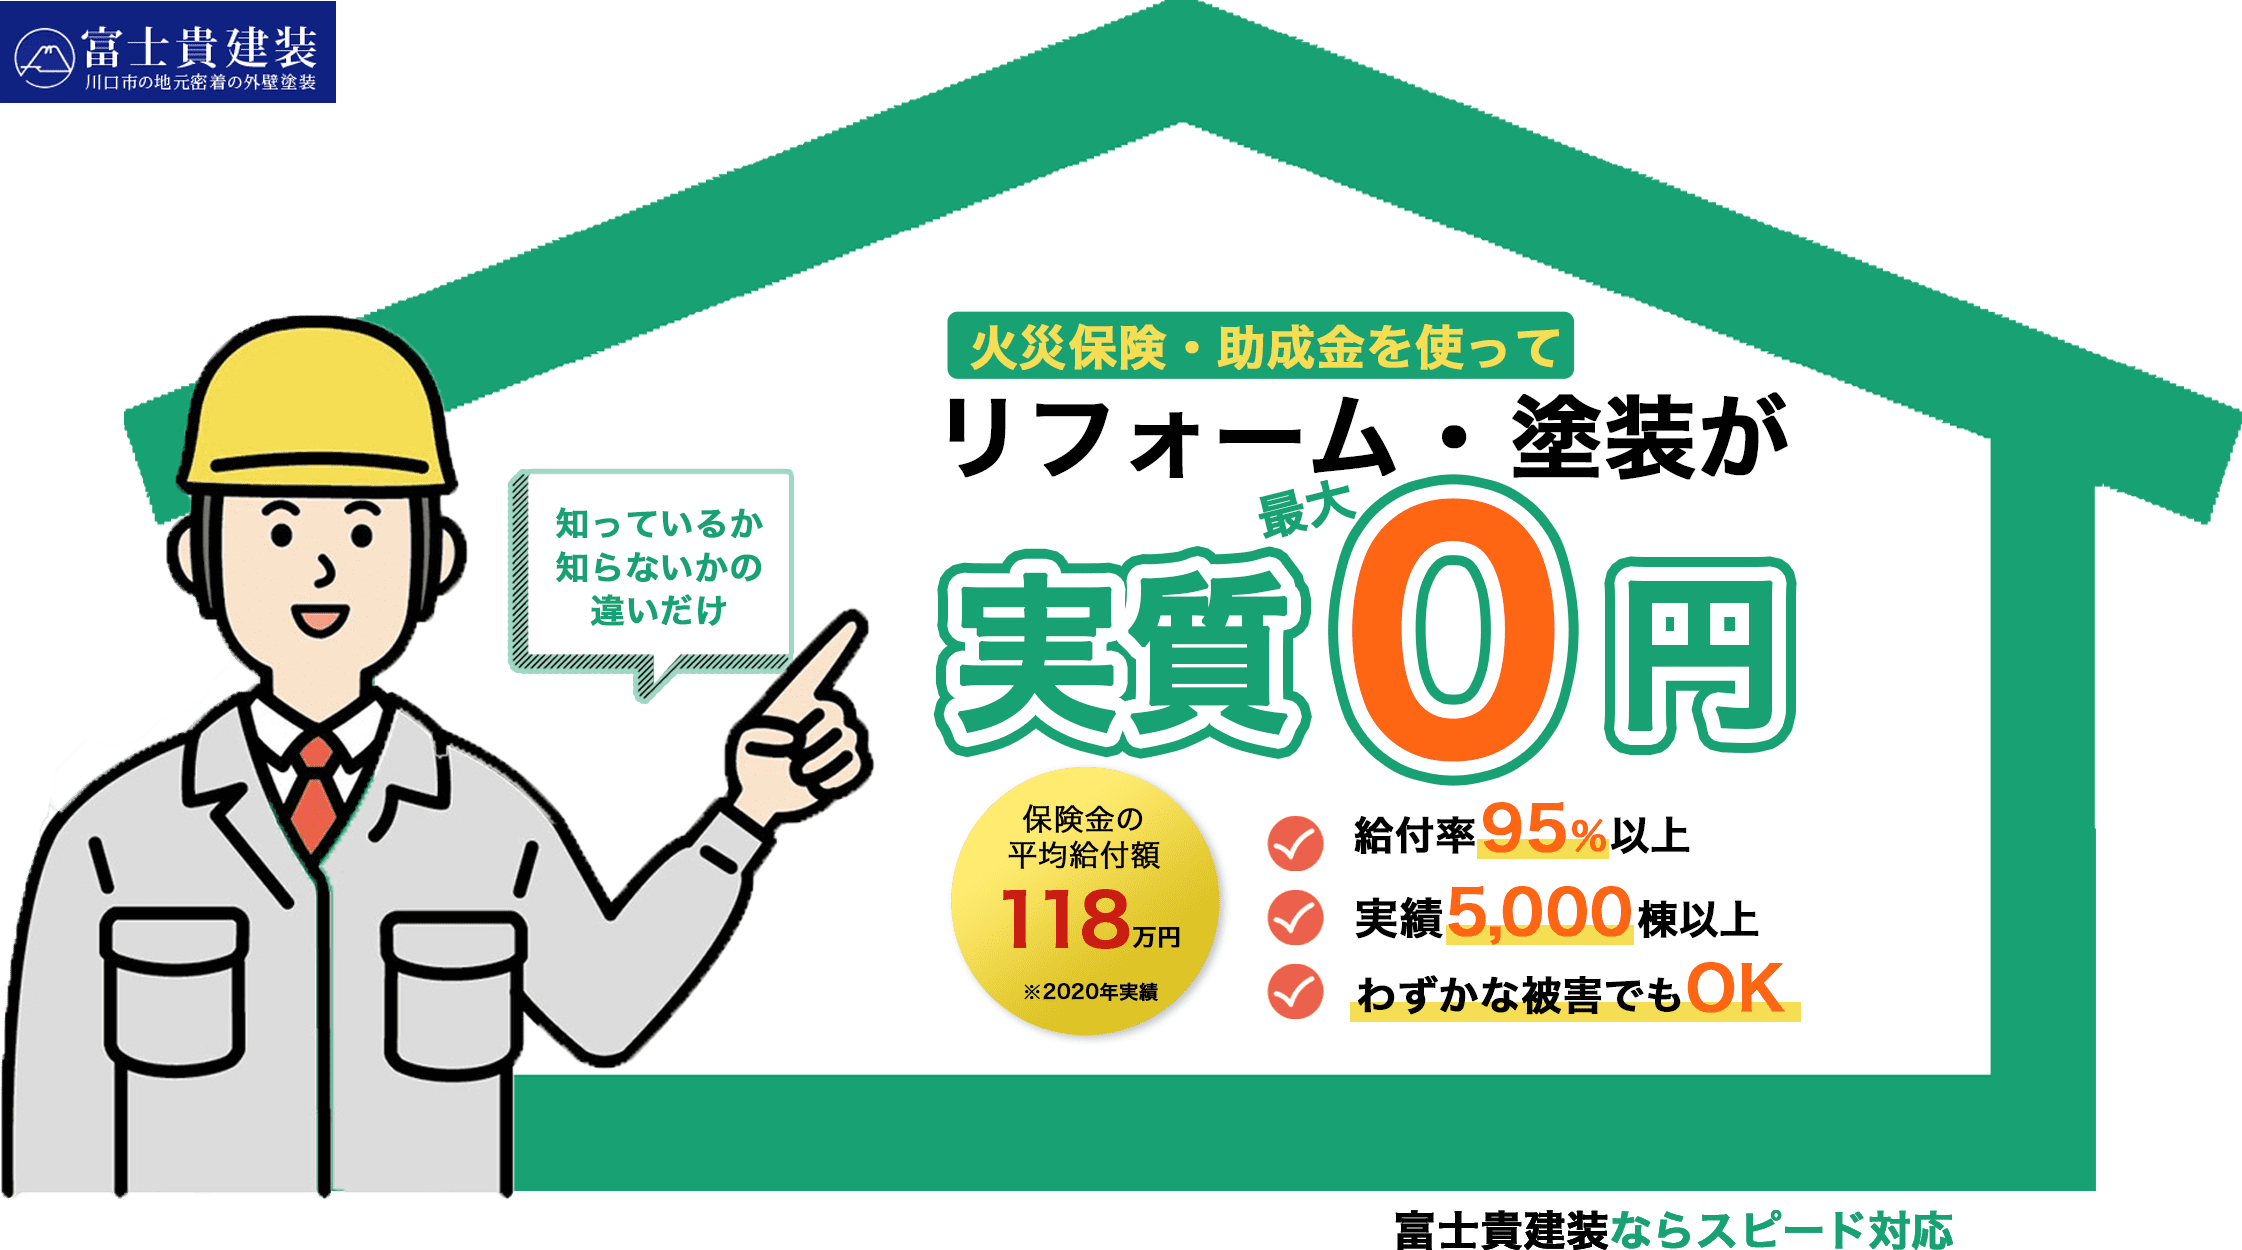 富士貴建装
川口市の地元密着の外壁塗装
火災保険・助成金を使って
リフォーム・塗装が
最大
実質0円
知っているか
知らないかの
違いだけ
保険金の
平均給付額
118万円
※2020年実績
給付率95%以上
実績5,000棟以上
わずかな被害でもOK
富士貴建装ならスピード対応